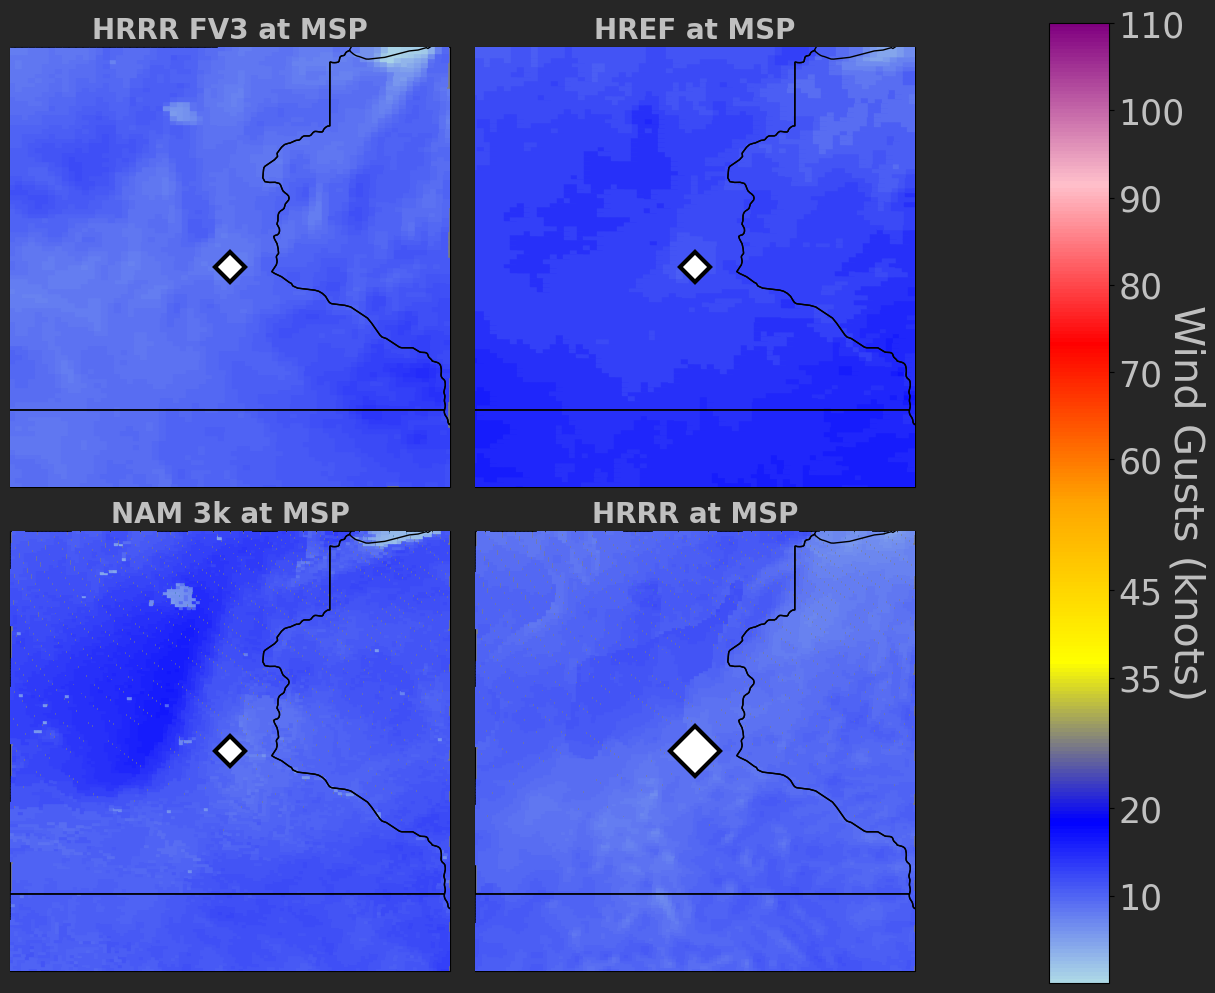 HRRR FV3 at MSP
HREF at MSP
NAM 3k at MSP
HRRR at MSP
110
100
90
80
70
60
45
35
20
10
Wind Gusts (knots)